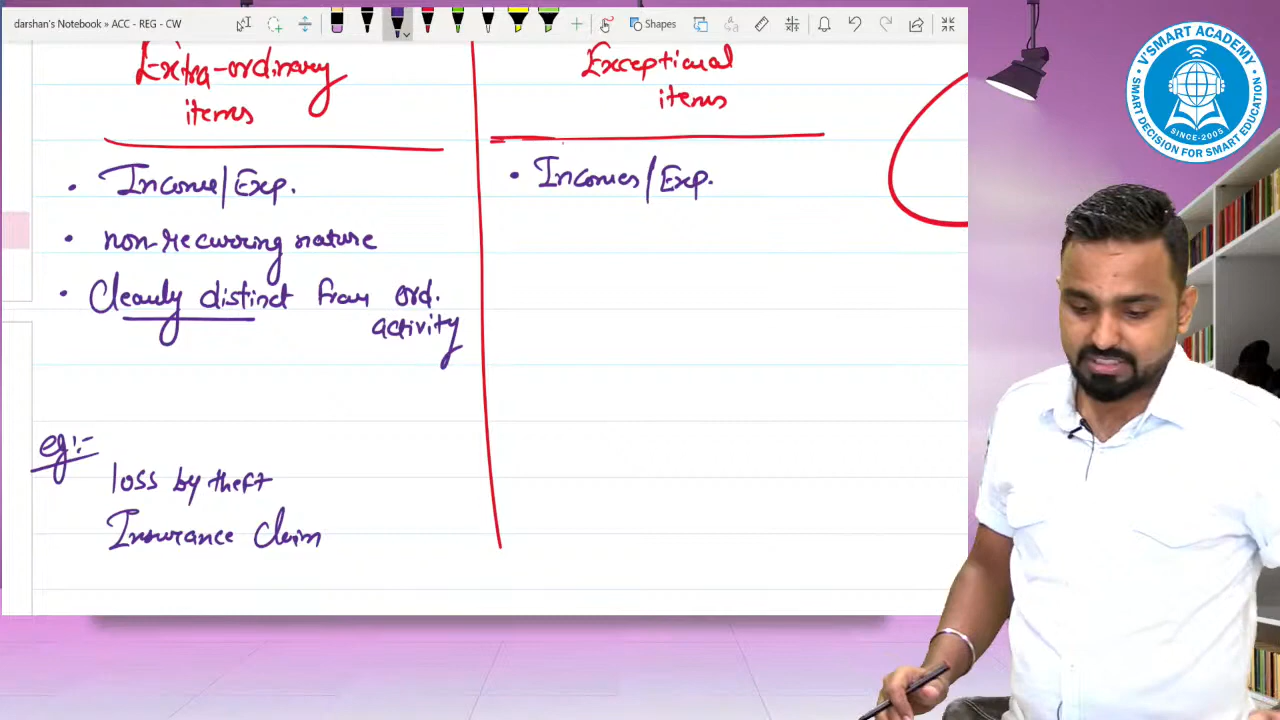 darshan's Notebook » ACC - REG - CW
Shapes
Extra-ordinary
items
Exceptional
items
• Income/Exp.
• Incomes/Exp.
• non-recurring nature
• Clearly distinct from ord.
activity
eg:-
loss by theft
Insurance Claim
V'SMART ACADEMY
SINCE-2005
SMART DECISION FOR SMART EDUCATION